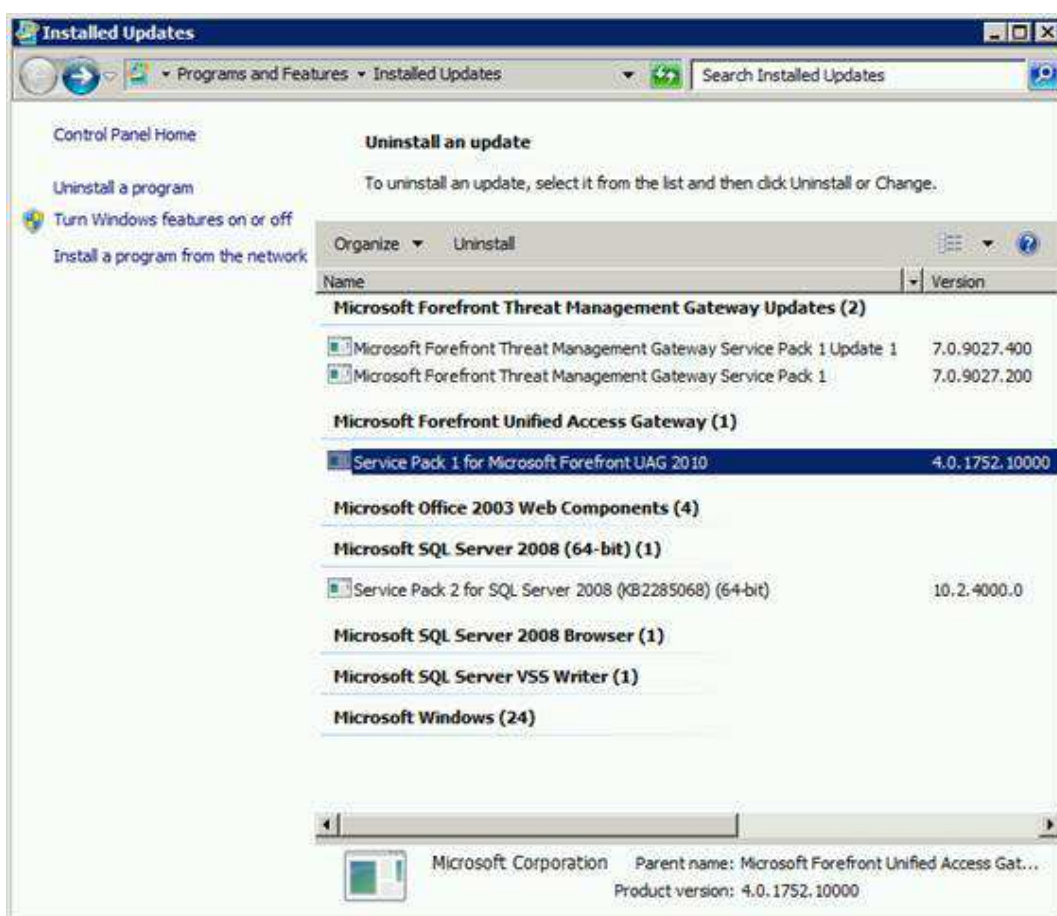 Installed Updates
Programs and Features Installed Updates Search Installed Updates
Control Panel Home
Uninstall a program
Turn Windows features on or off
Install a program from the network
Uninstall an update
To uninstall an update, select it from the list and then click Uninstall or Change.
Organize Uninstall
Name Version
Microsoft Forefront Threat Management Gateway Updates (2)
Microsoft Forefront Threat Management Gateway Service Pack 1 Update 1 7.0.9027.400
Microsoft Forefront Threat Management Gateway Service Pack 1 7.0.9027.200
Microsoft Forefront Unified Access Gateway (1)
Service Pack 1 for Microsoft Forefront UAG 2010 4.0.1752.10000
Microsoft Office 2003 Web Components (4)
Microsoft SQL Server 2008 (64-bit) (1)
Service Pack 2 for SQL Server 2008 (KB2285068) (64-bit) 10.2.4000.0
Microsoft SQL Server 2008 Browser (1)
Microsoft SQL Server VSS Writer (1)
Microsoft Windows (24)
Microsoft Corporation Parent name: Microsoft Forefront Unified Access Gat...
Product version: 4.0.1752.10000